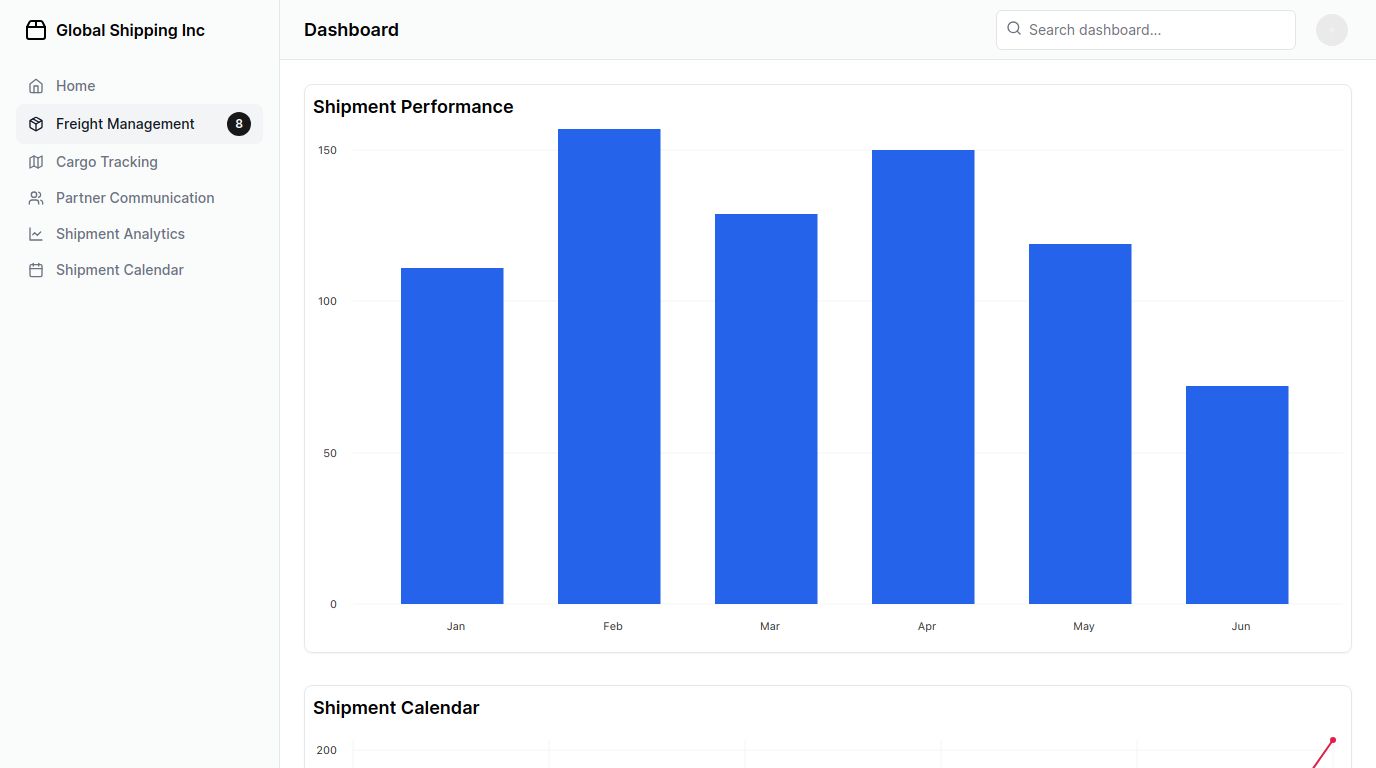 Global Shipping Inc
Home
Freight Management 8
Cargo Tracking
Partner Communication
Shipment Analytics
Shipment Calendar
Dashboard
Search dashboard...
Shipment Performance
150
100
50
0
Jan Feb Mar Apr May Jun
Shipment Calendar
200